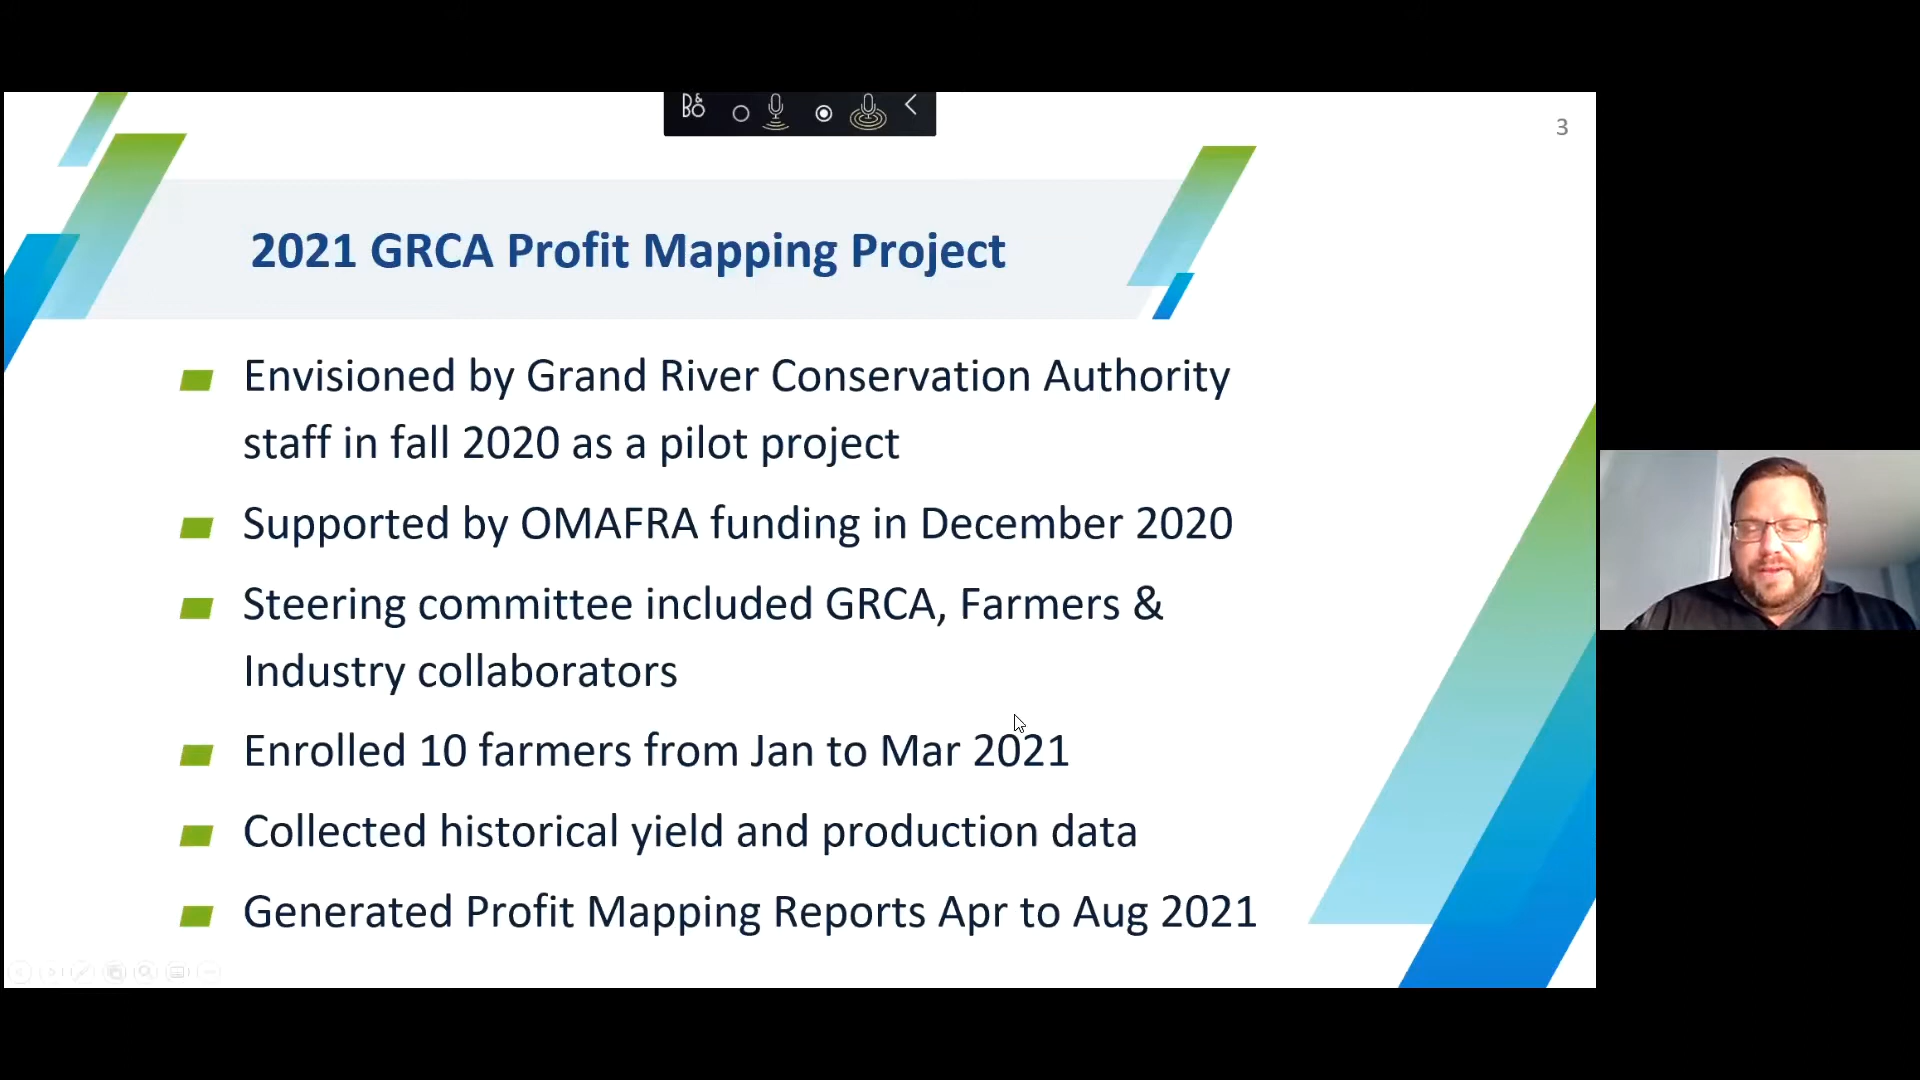 B&O
3
2021 GRCA Profit Mapping Project
Envisioned by Grand River Conservation Authority
staff in fall 2020 as a pilot project
Supported by OMAFRA funding in December 2020
Steering committee included GRCA, Farmers &
Industry collaborators
Enrolled 10 farmers from Jan to Mar 2021
Collected historical yield and production data
Generated Profit Mapping Reports Apr to Aug 2021